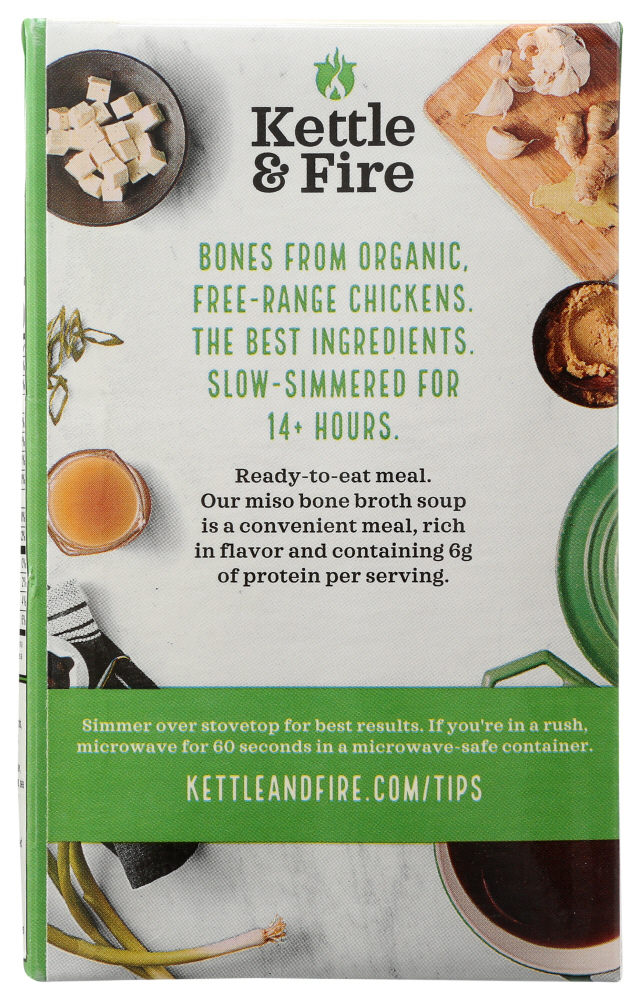 Kettle
& Fire
BONES FROM ORGANIC,
FREE-RANGE CHICKENS.
THE BEST INGREDIENTS.
SLOW-SIMMERED FOR
14+ HOURS.
Ready-to-eat meal.
Our miso bone broth soup
is a convenient meal, rich
in flavor and containing 6g
of protein per serving.
Simmer over stovetop for best results. If you're in a rush,
microwave for 60 seconds in a microwave-safe container.
KETTLEANDFIRE.COM/TIPS